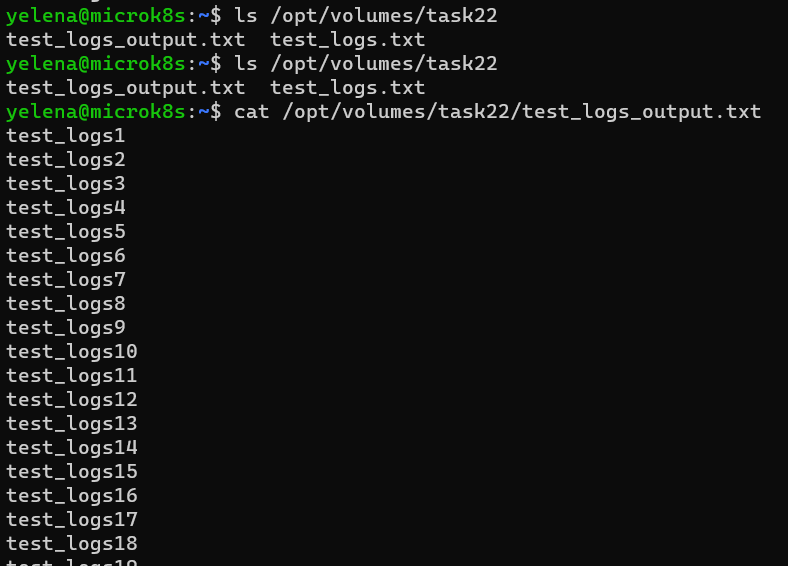 yelena@microk8s:~$ ls /opt/volumes/task22
test_logs_output.txt  test_logs.txt
yelena@microk8s:~$ ls /opt/volumes/task22
test_logs_output.txt  test_logs.txt
yelena@microk8s:~$ cat /opt/volumes/task22/test_logs_output.txt
test_logs1
test_logs2
test_logs3
test_logs4
test_logs5
test_logs6
test_logs7
test_logs8
test_logs9
test_logs10
test_logs11
test_logs12
test_logs13
test_logs14
test_logs15
test_logs16
test_logs17
test_logs18